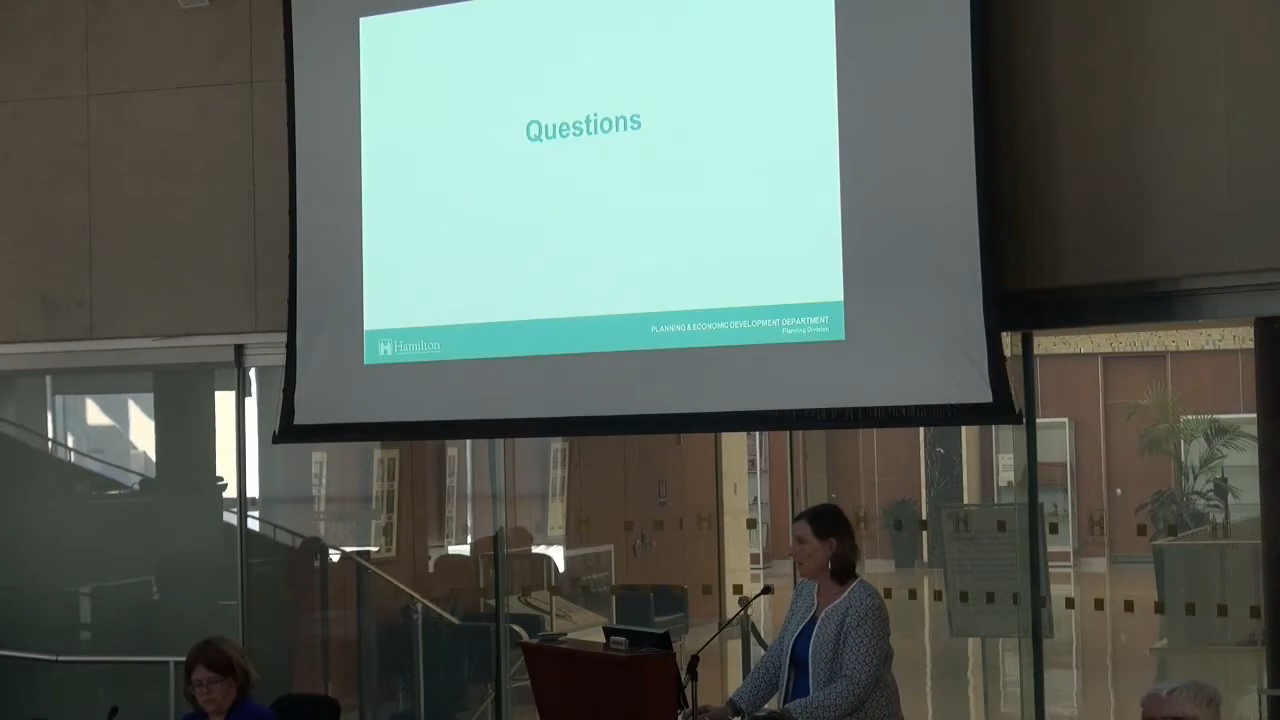 Questions
PLANNING & ECONOMIC DEVELOPMENT DEPARTMENT
Planning Division
Hamilton